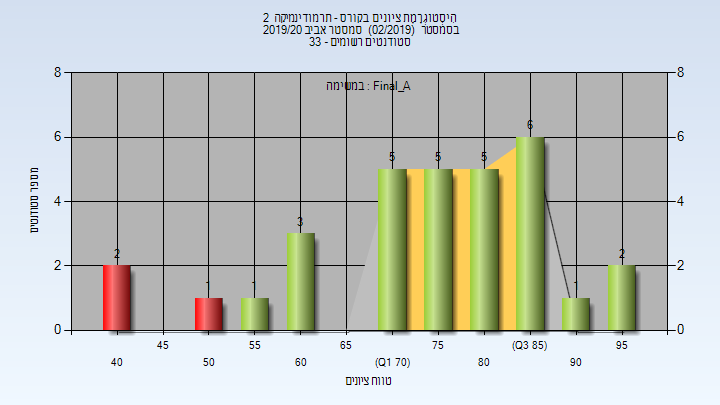 היסטוגרמת ציונים בקורס - תרמודינמיקה 2
בסמסטר (02/2019) סמסטר אביב 2019/20
סטודנטים רשומים - 33
במשימה : Final_A
8 8
6 6
4 4
2 2
0 0
מספר סטודנטים
2 1 1 3 5 5 5 6 1 2
40 45 50 55 60 65 (Q1 70) 75 80 (Q3 85) 90 95
טווח ציונים